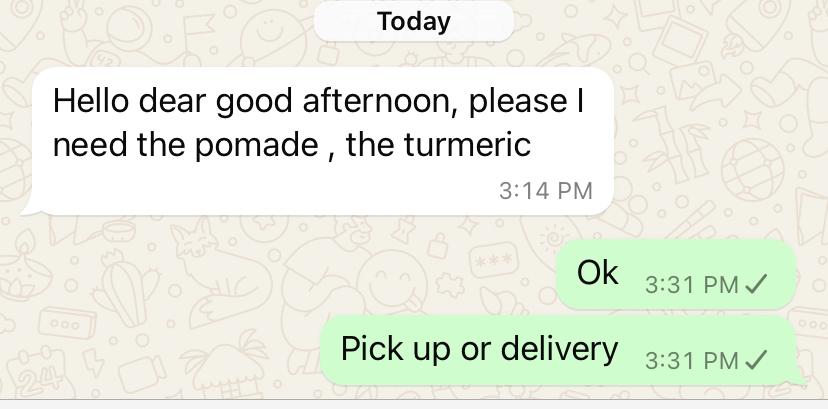 Today
Hello dear good afternoon, please I
need the pomade , the turmeric
3:14 PM
Ok 3:31 PM
Pick up or delivery 3:31 PM